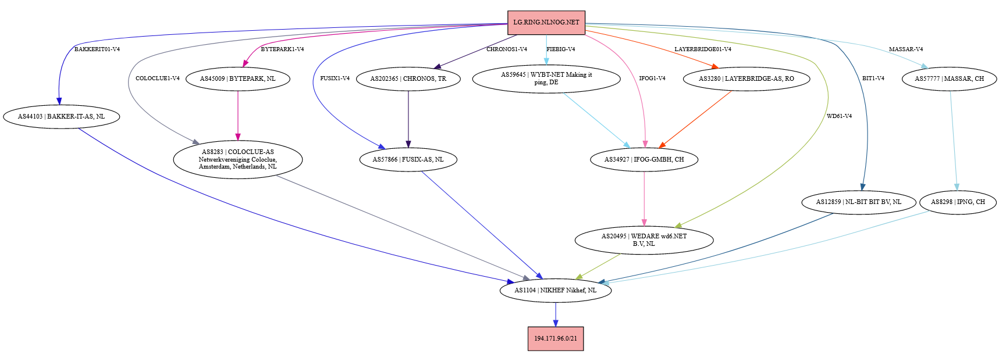 LG.RING.NLNOG.NET
BAKKERIT01-V4
BYTEPARK1-V4
CHRONOS1-V4
FIEBIG-V4
LAYERBRIDGE01-V4
MASSAR-V4
COLOCLUE1-V4
FUSIX1-V4
IFOG1-V4
BIT1-V4
AS45009 | BYTEPARK, NL
AS202365 | CHRONOS, TR
AS59645 | WYBT-NET Making it
ping, DE
AS3280 | LAYERBRIDGE-AS, RO
AS57777 | MASSAR, CH
AS44103 | BAKKER-IT-AS, NL
WD61-V4
AS8283 | COLOCLUE-AS
Netwerkvereniging Coloclue,
Amsterdam, Netherlands, NL
AS57866 | FUSIX-AS, NL
AS34927 | IFOG-GMBH, CH
AS12859 | NL-BIT BIT BV, NL
AS8298 | IPNG, CH
AS20495 | WEDARE wd6.NET
B.V, NL
AS1104 | NIKHEF Nikhef, NL
194.171.96.0/21